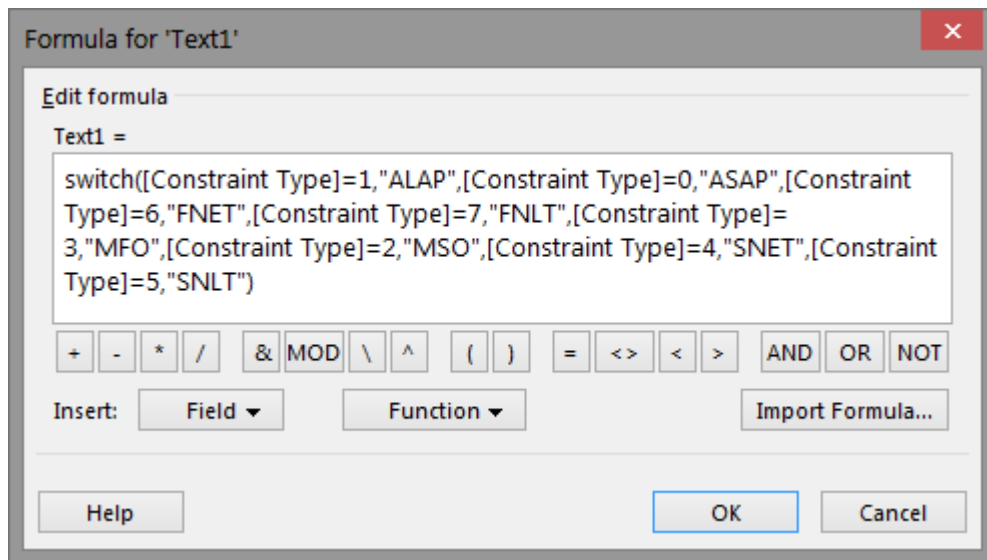 Formula for 'Text1'
Edit formula
Text1 =
switch([Constraint Type]=1,"ALAP",[Constraint Type]=0,"ASAP",[Constraint
Type]=6,"FNET",[Constraint Type]=7,"FNLT",[Constraint Type]=
3,"MFO",[Constraint Type]=2,"MSO",[Constraint Type]=4,"SNET",[Constraint
Type]=5,"SNLT")
+ - * / & MOD \ ^ ( ) = <> < > AND OR NOT
Insert: Field Function Import Formula...
Help OK Cancel